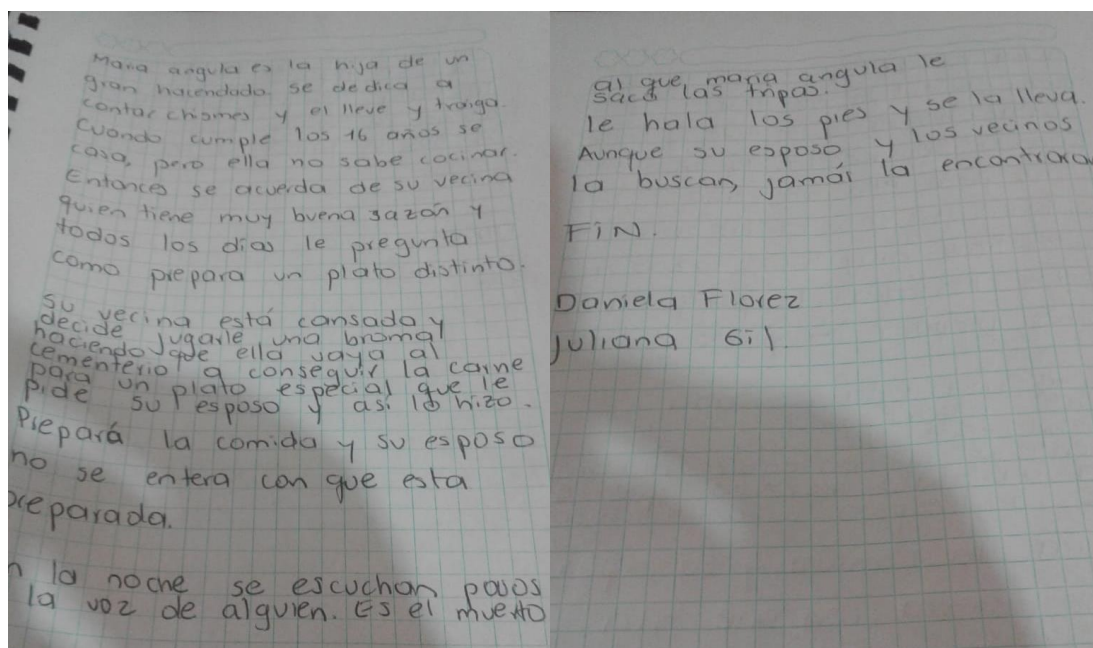 Maria angula es la hija de un
gran hacendado. se dedica a
contar chismes y el lleve y traiga.
Cuando cumple los 16 años se
casa, pero ella no sabe cocinar.
Entonces se acuerda de su vecina
quien tiene muy buena sazón y
todos los dias le pregunta
como prepara un plato distinto.
Su vecina está cansada y
decide jugarle una broma
haciendo que ella vaya al
cementerio a conseguir la carne
para un plato especial que le
pide su esposo y asi lo hizo.
Prepará la comida y su esposo
no se entera con que esta
preparada.
n la noche se escuchan pasos
la voz de alguien. Es el muerto
al que maria angula le
sacó las tripas.
le hala los pies y se la lleva.
Aunque su esposo y los vecinos
la buscan, jamás la encontrara
FiN.
Daniela Florez
Juliana Gil